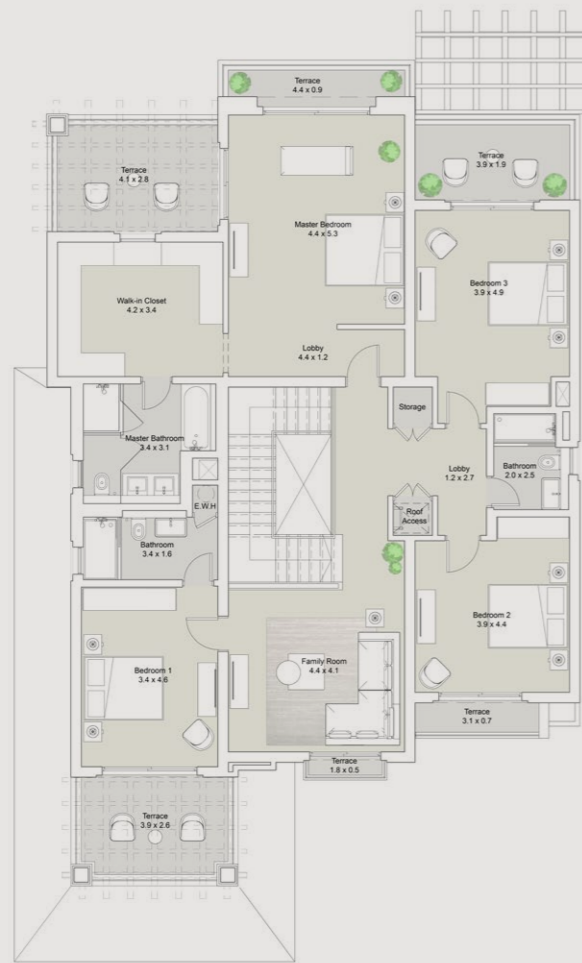 Terrace
4.4 x 0.9
Terrace
4.1 x 2.8
Terrace
3.9 x 1.9
Master Bedroom
4.4 x 5.3
Bedroom 3
3.9 x 4.9
Walk-in Closet
4.2 x 3.4
Lobby
4.4 x 1.2
Storage
Master Bathroom
3.4 x 3.1
Lobby
1.2 x 2.7
Bathroom
2.0 x 2.5
E.W.H
Roof
Access
Bathroom
3.4 x 1.6
Bedroom 2
3.9 x 4.4
Family Room
4.4 x 4.1
Bedroom 1
3.4 x 4.6
Terrace
3.1 x 0.7
Terrace
1.8 x 0.5
Terrace
3.9 x 2.6